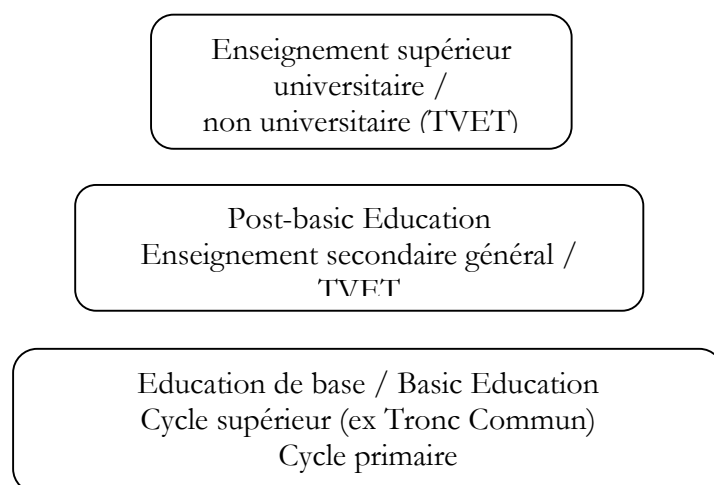 Enseignement supérieur
universitaire /
non universitaire (TVET)
Post-basic Education
Enseignement secondaire général /
TVET
Education de base / Basic Education
Cycle supérieur (ex Tronc Commun)
Cycle primaire